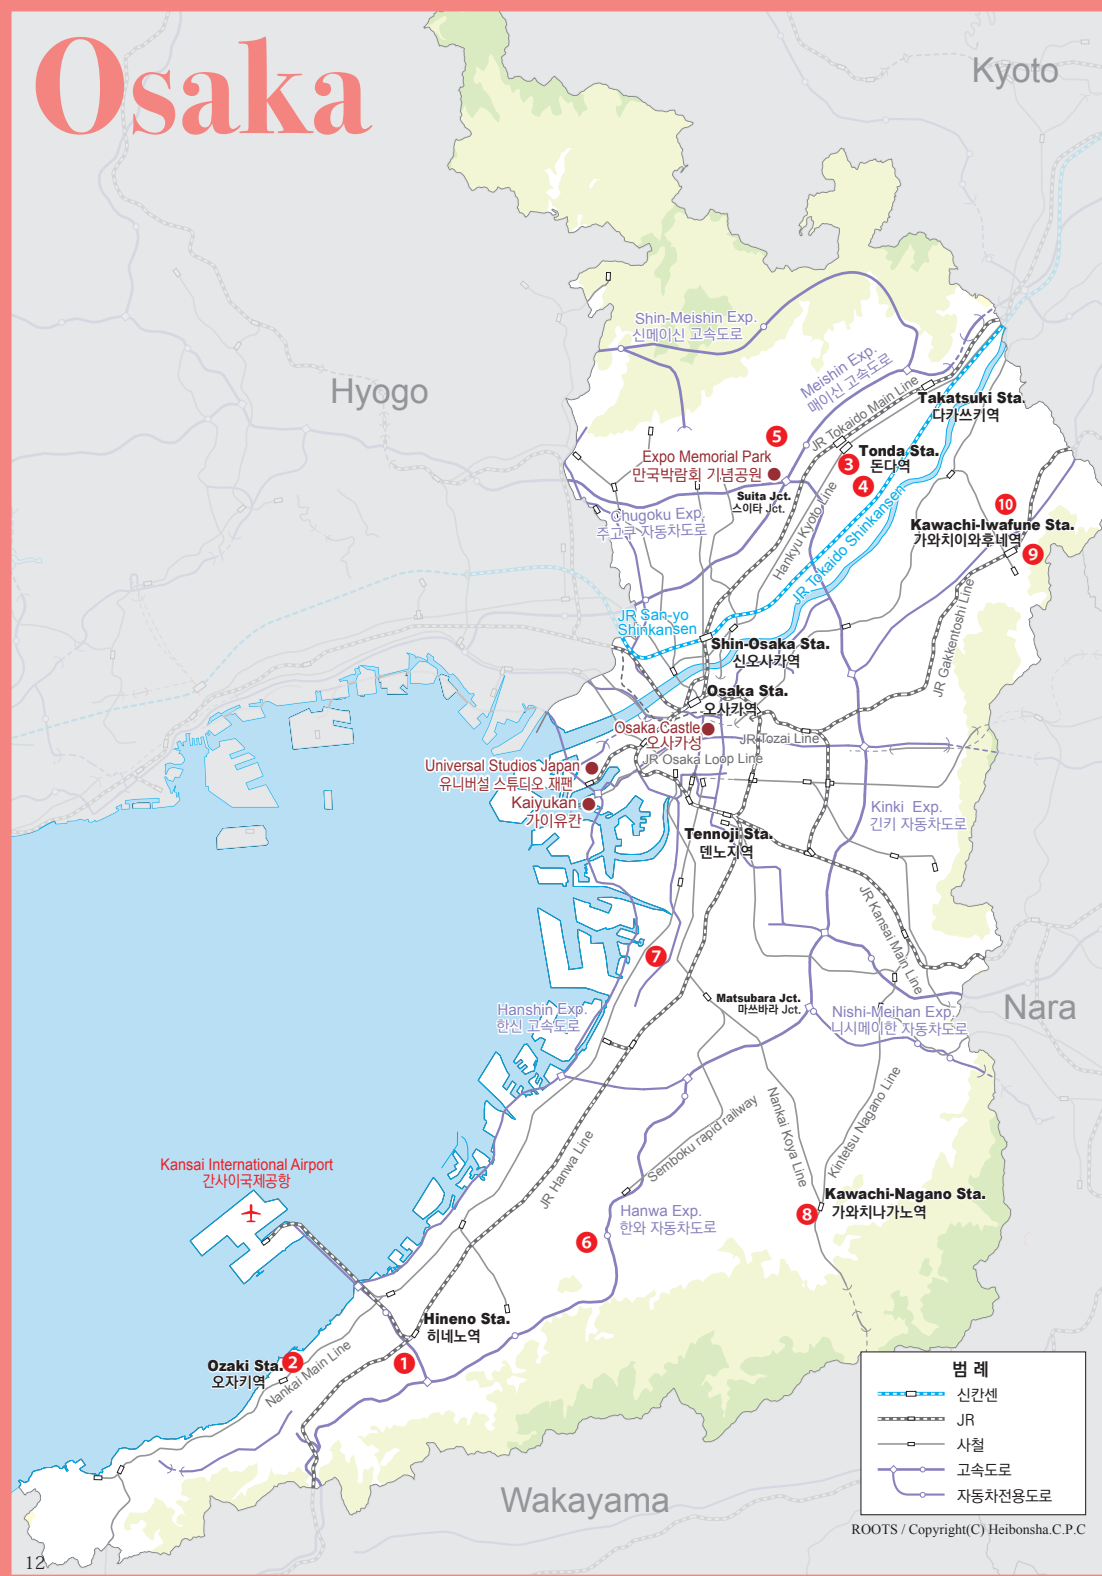 Osaka
Kyoto
Hyogo
Shin-Meishin Exp.
신메이신 고속도로
Meishin Exp.
매이신 고속도로
JR Tokaido Main Line
Takatsuki Sta.
다카쓰키역
5
Expo Memorial Park
만국박람회 기념공원
Tonda Sta.
돈다역
3
4
Suita Jct.
스이타 Jct.
Chugoku Exp.
주고쿠 자동차도로
Hankyu Kyoto Line
JR Tokaido Shinkansen
10
Kawachi-Iwafune Sta.
가와치이와후네역
9
JR San-yo
Shinkansen
JR Gakkentoshi Line
Shin-Osaka Sta.
신오사카역
Osaka Sta.
오사카역
Osaka Castle
오사카성
JR Tozai Line
JR Osaka Loop Line
Universal Studios Japan
유니버설 스튜디오 재팬
Kaiyukan
가이유칸
Kinki Exp.
긴키 자동차도로
Tennoji Sta.
덴노지역
JR Kansai Main Line
7
Hanshin Exp.
한신 고속도로
Matsubara Jct.
마쓰바라 Jct.
Nishi-Meihan Exp.
니시메이한 자동차도로
Nara
Nankai Koya Line
Kintetsu Nagano Line
Semboku rapid railway
JR Hanwa Line
Kansai International Airport
간사이국제공항
Kawachi-Nagano Sta.
가와치나가노역
8
Hanwa Exp.
한와 자동차도로
6
Hineno Sta.
히네노역
1
Ozaki Sta.
오자키역
2
Nankai Main Line
Wakayama
범 례
신칸센
JR
사철
고속도로
자동차전용도로
ROOTS / Copyright(C) Heibonsha.C.P.C
12